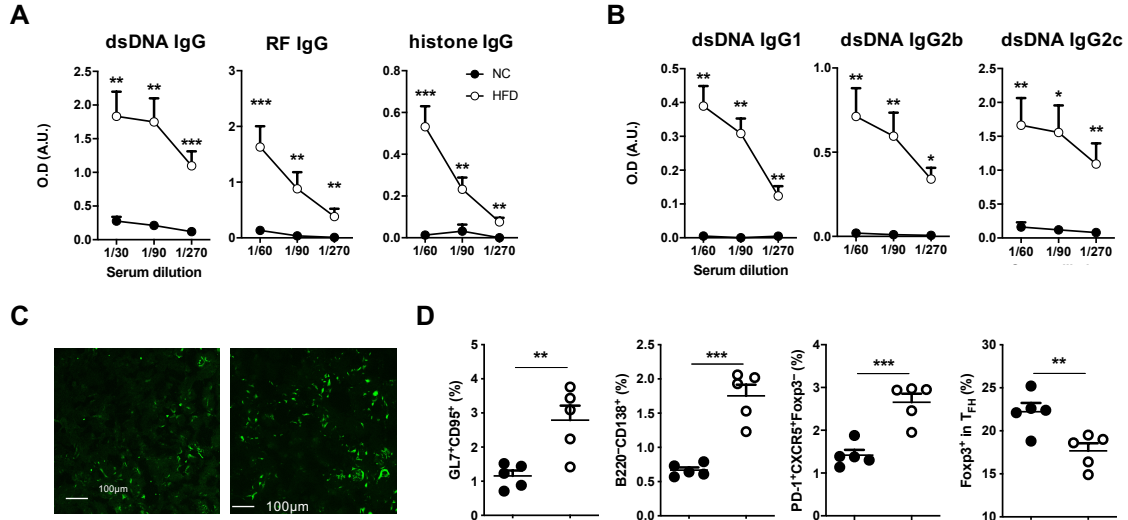 A
dsDNA IgG
RF IgG
histone IgG
NC
HFD
O.D (A.U.)
2.5
2.0
1.5
1.0
0.5
0.0
**
**
***
1/30 1/90 1/270
Serum dilution
3
2
1
0
***
**
**
1/60 1/90 1/270
0.8
0.6
0.4
0.2
0.0
***
**
**
1/60 1/90 1/270
B
dsDNA IgG1
dsDNA IgG2b
dsDNA IgG2c
O.D (A.U.)
0.5
0.4
0.3
0.2
0.1
0.0
**
**
**
1/60 1/90 1/270
Serum dilution
1.0
0.5
0.0
**
**
*
1/60 1/90 1/270
2.5
2.0
1.5
1.0
0.5
0.0
**
*
**
1/60 1/90 1/270
C
100μm
100μm
D
GL7⁺CD95⁺ (%)
5
4
3
2
1
0
**
B220⁻CD138⁺ (%)
2.5
2.0
1.5
1.0
0.5
0.0
***
PD-1⁺CXCR5⁺Foxp3⁻ (%)
4
3
2
1
0
***
Foxp3⁺ in TFH (%)
30
25
20
15
10
**